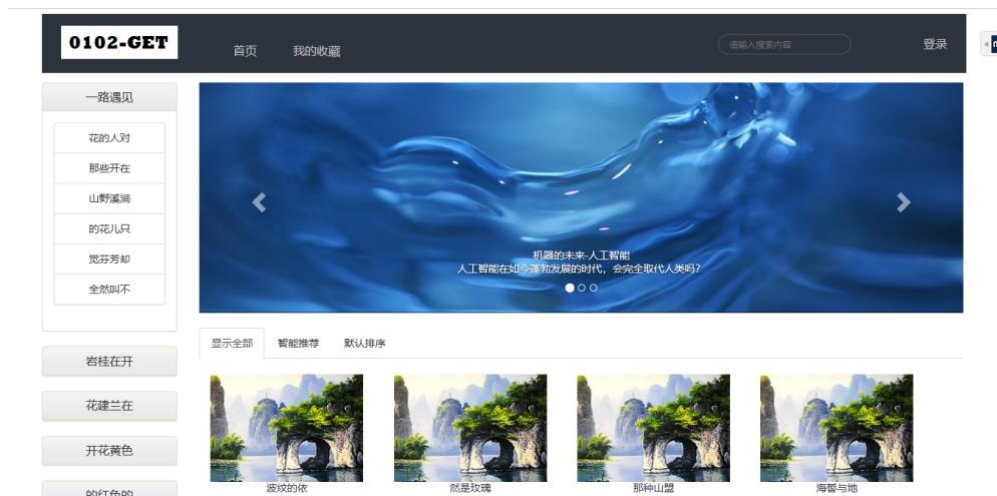 0102-GET
首页
我的收藏
请输入搜索内容
登录
一路遇见
花的人对
那些开在
山野溪涧
的花儿只
觉芬芳却
全然叫不
岩桂在开
花建兰在
开花黄色
的红色的
机器的未来-人工智能
人工智能在如今蓬勃发展的时代，会完全取代人类吗?
显示全部
智能推荐
默认排序
波纹的依
然是玫瑰
那种山盟
海誓与地